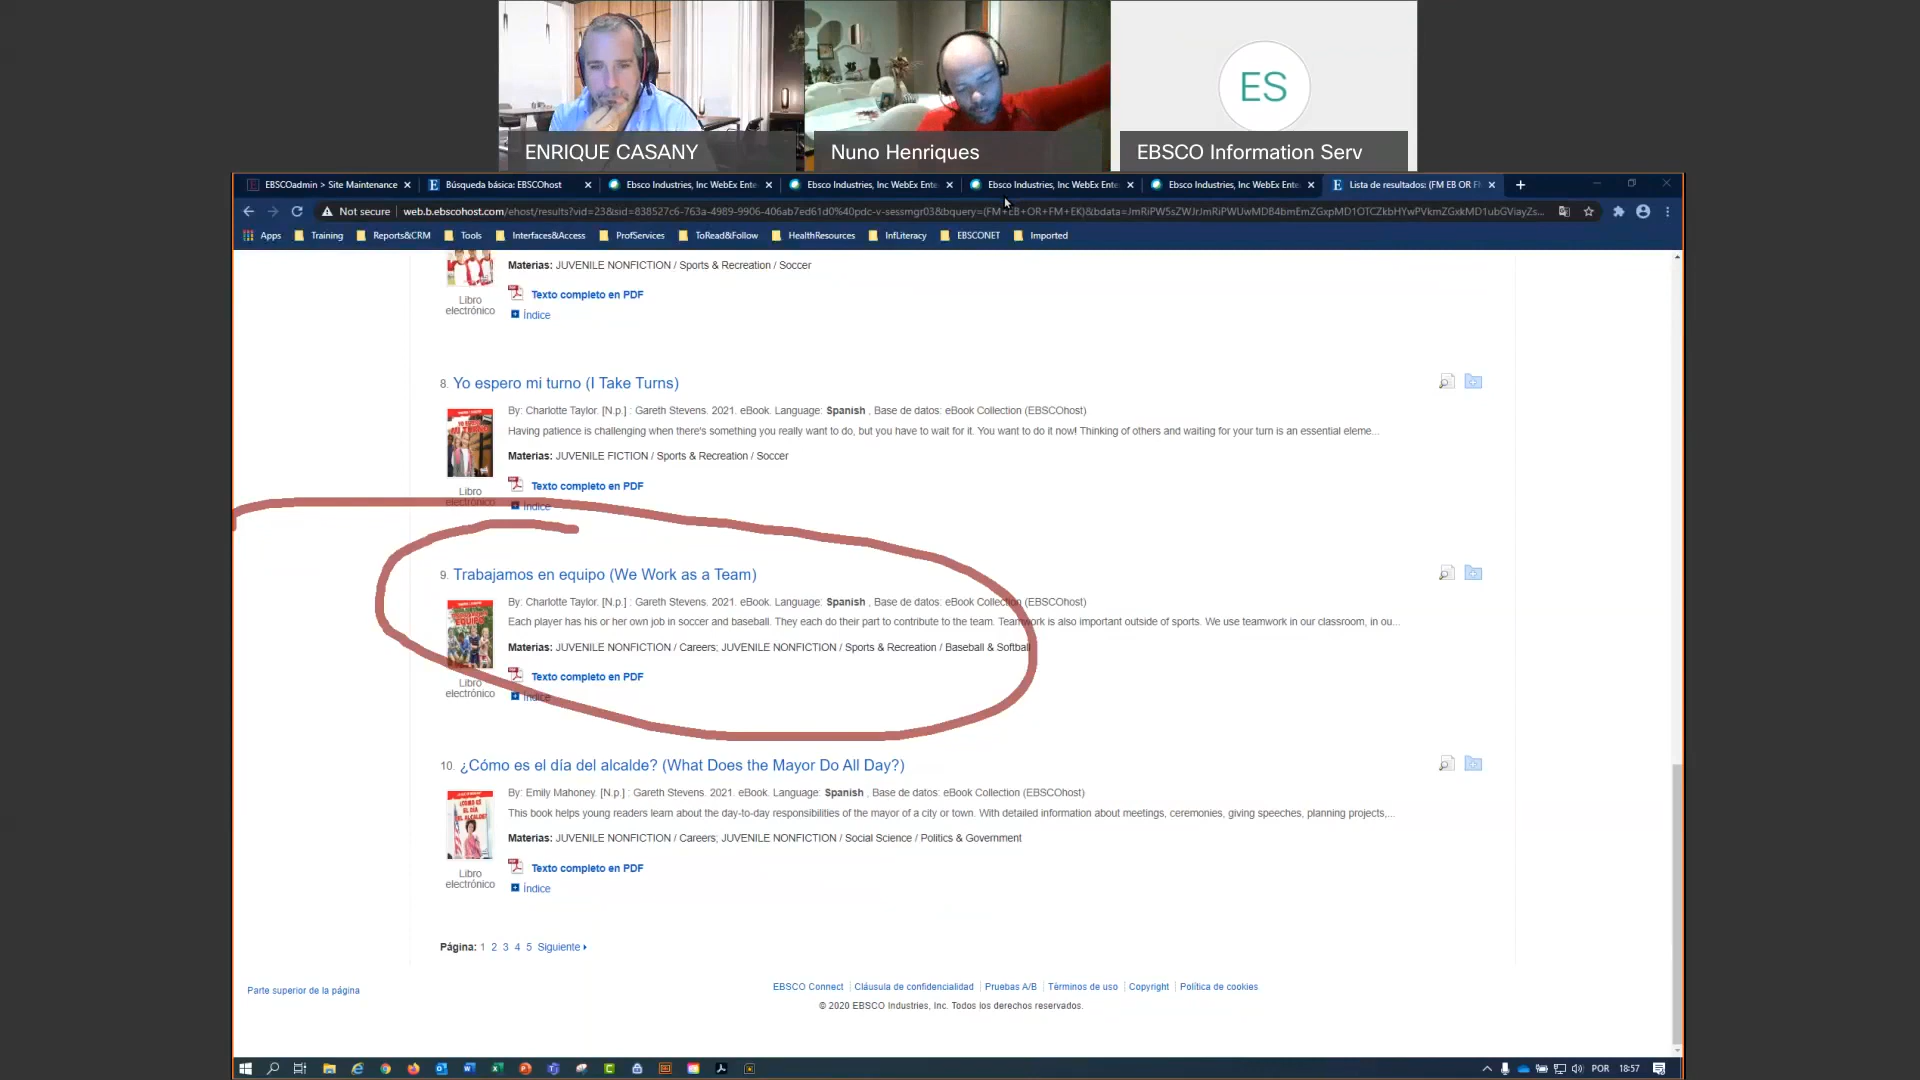 ES
ENRIQUE CASANY
Nuno Henriques
EBSCO Information Serv
EBSCOadmin > Site Maintenance
Búsqueda básica: EBSCOhost
Ebsco Industries, Inc WebEx Ente
Ebsco Industries, Inc WebEx Ente
Ebsco Industries, Inc WebEx Ente
Ebsco Industries, Inc WebEx Ente
Lista de resultados: (FM EB OR F
Not secure
Apps
Training
Reports&CRM
Tools
Interfaces&Access
ProfServices
ToRead&Follow
HealthResources
InfLiteracy
EBSCONET
Imported
Materias: JUVENILE NONFICTION / Sports & Recreation / Soccer
Libro electrónico
Texto completo en PDF
Índice
8. Yo espero mi turno (I Take Turns)
By: Charlotte Taylor. [N.p.] : Gareth Stevens. 2021. eBook. Language: Spanish , Base de datos: eBook Collection (EBSCOhost)
Having patience is challenging when there's something you really want to do, but you have to wait for it. You want to do it now! Thinking of others and waiting for your turn is an essential eleme...
Materias: JUVENILE FICTION / Sports & Recreation / Soccer
Libro electrónico
Texto completo en PDF
Índice
9. Trabajamos en equipo (We Work as a Team)
By: Charlotte Taylor. [N.p.] : Gareth Stevens. 2021. eBook. Language: Spanish , Base de datos: eBook Collection (EBSCOhost)
Each player has his or her own job in soccer and baseball. They each do their part to contribute to the team. Teamwork is also important outside of sports. We use teamwork in our classroom, in ou...
Materias: JUVENILE NONFICTION / Careers; JUVENILE NONFICTION / Sports & Recreation / Baseball & Softball
Libro electrónico
Texto completo en PDF
Índice
10. ¿Cómo es el día del alcalde? (What Does the Mayor Do All Day?)
By: Emily Mahoney. [N.p.] : Gareth Stevens. 2021. eBook. Language: Spanish , Base de datos: eBook Collection (EBSCOhost)
This book helps young readers learn about the day-to-day responsibilities of the mayor of a city or town. With detailed information about meetings, ceremonies, giving speeches, planning projects,...
Materias: JUVENILE NONFICTION / Careers; JUVENILE NONFICTION / Social Science / Politics & Government
Libro electrónico
Texto completo en PDF
Índice
Página: 1 2 3 4 5 Siguiente
Parte superior de la página
EBSCO Connect
Cláusula de confidencialidad
Pruebas A/B
Términos de uso
Copyright
Política de cookies
© 2020 EBSCO Industries, Inc. Todos los derechos reservados.
POR
18:57